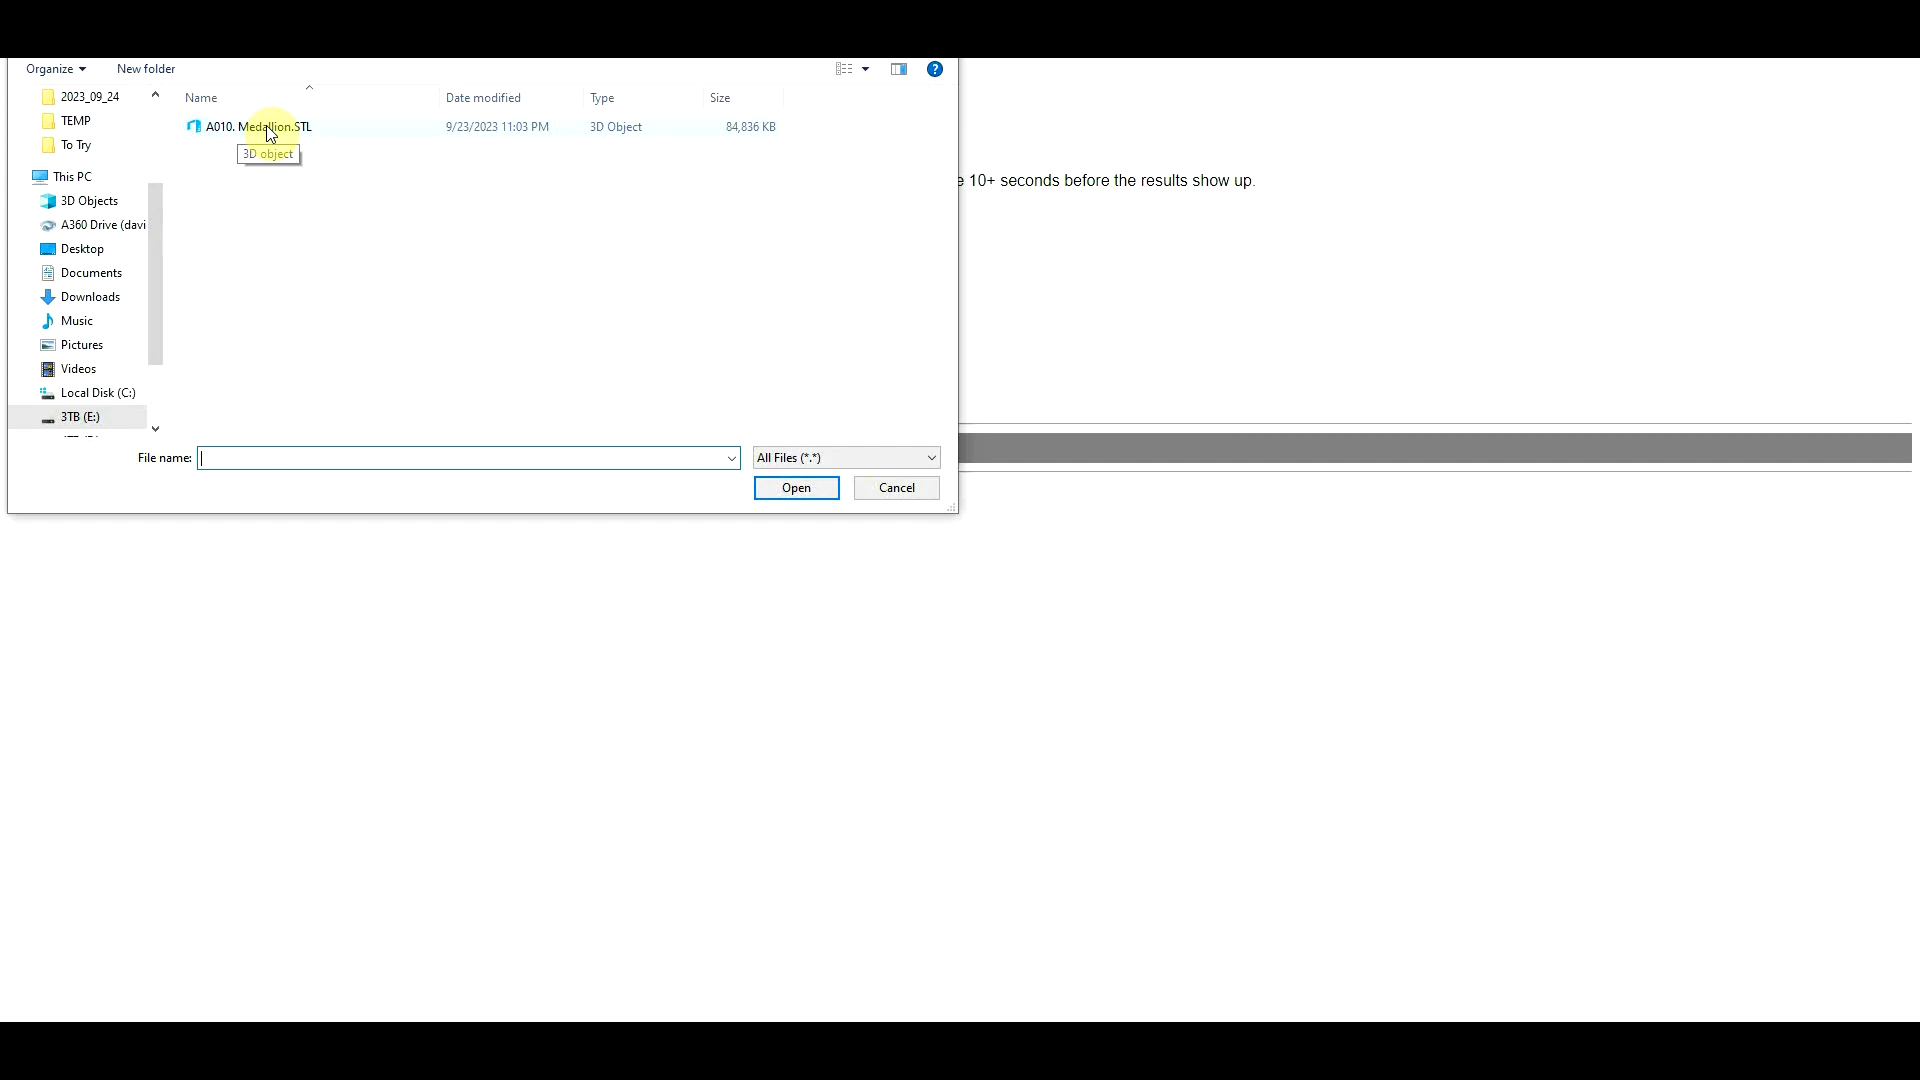 Organize New folder
2023_09_24
TEMP
To Try
This PC
3D Objects
A360 Drive (davi
Desktop
Documents
Downloads
Music
Pictures
Videos
Local Disk (C:)
3TB (E:)
Name Date modified Type Size
A010. Medallion.STL 9/23/2023 11:03 PM 3D Object 84,836 KB
3D object
e 10+ seconds before the results show up.
File name: All Files (*.*)
Open Cancel